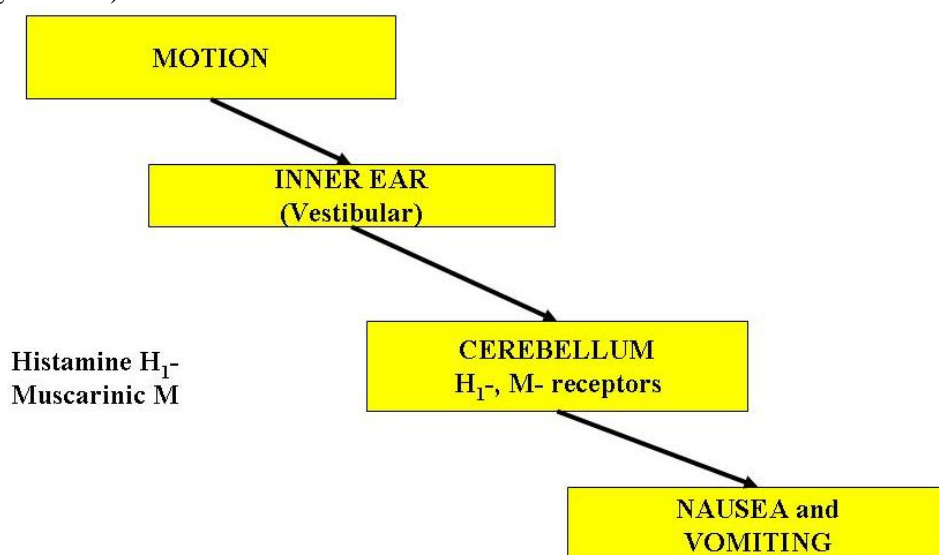 MOTION
INNER EAR
(Vestibular)
CEREBELLUM
H₁-, M- receptors
Histamine H₁-
Muscarinic M
NAUSEA and
VOMITING